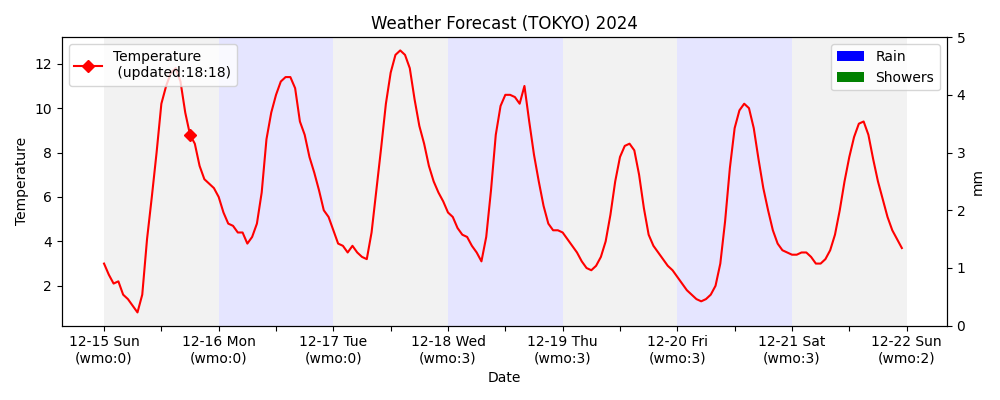 Weather Forecast (TOKYO) 2024
Temperature
(updated:18:18)
Rain
Showers
12
10
8
6
4
2
Temperature
5
4
3
2
1
0
mm
12-15 Sun
(wmo:0)
12-16 Mon
(wmo:0)
12-17 Tue
(wmo:0)
12-18 Wed
(wmo:3)
12-19 Thu
(wmo:3)
12-20 Fri
(wmo:3)
12-21 Sat
(wmo:3)
12-22 Sun
(wmo:2)
Date